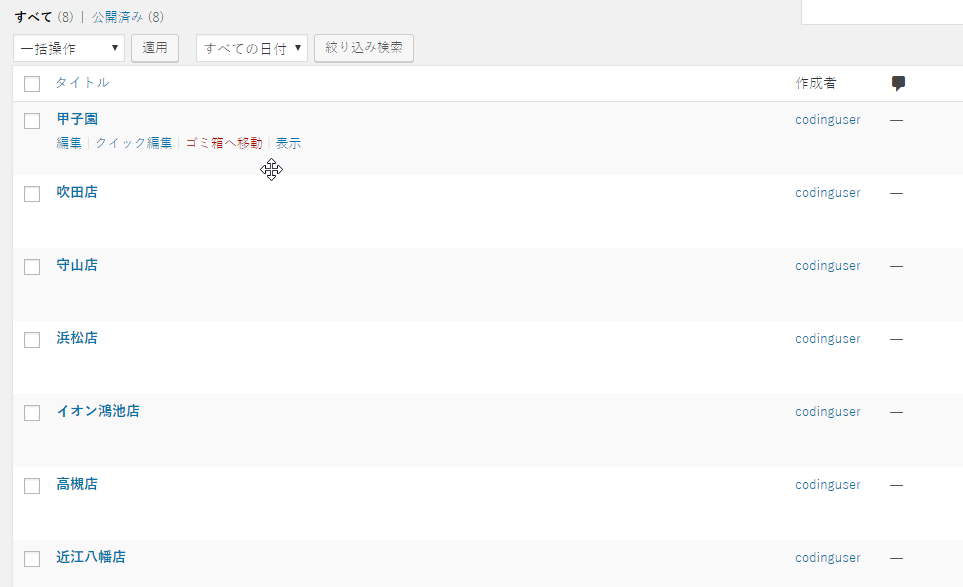 すべて (8) | 公開済み (8)
一括操作 適用 すべての日付 絞り込み検索
タイトル 作成者
甲子園 codinguser —
編集 | クイック編集 | ゴミ箱へ移動 | 表示
吹田店 codinguser —
守山店 codinguser —
浜松店 codinguser —
イオン鴻池店 codinguser —
高槻店 codinguser —
近江八幡店 codinguser —